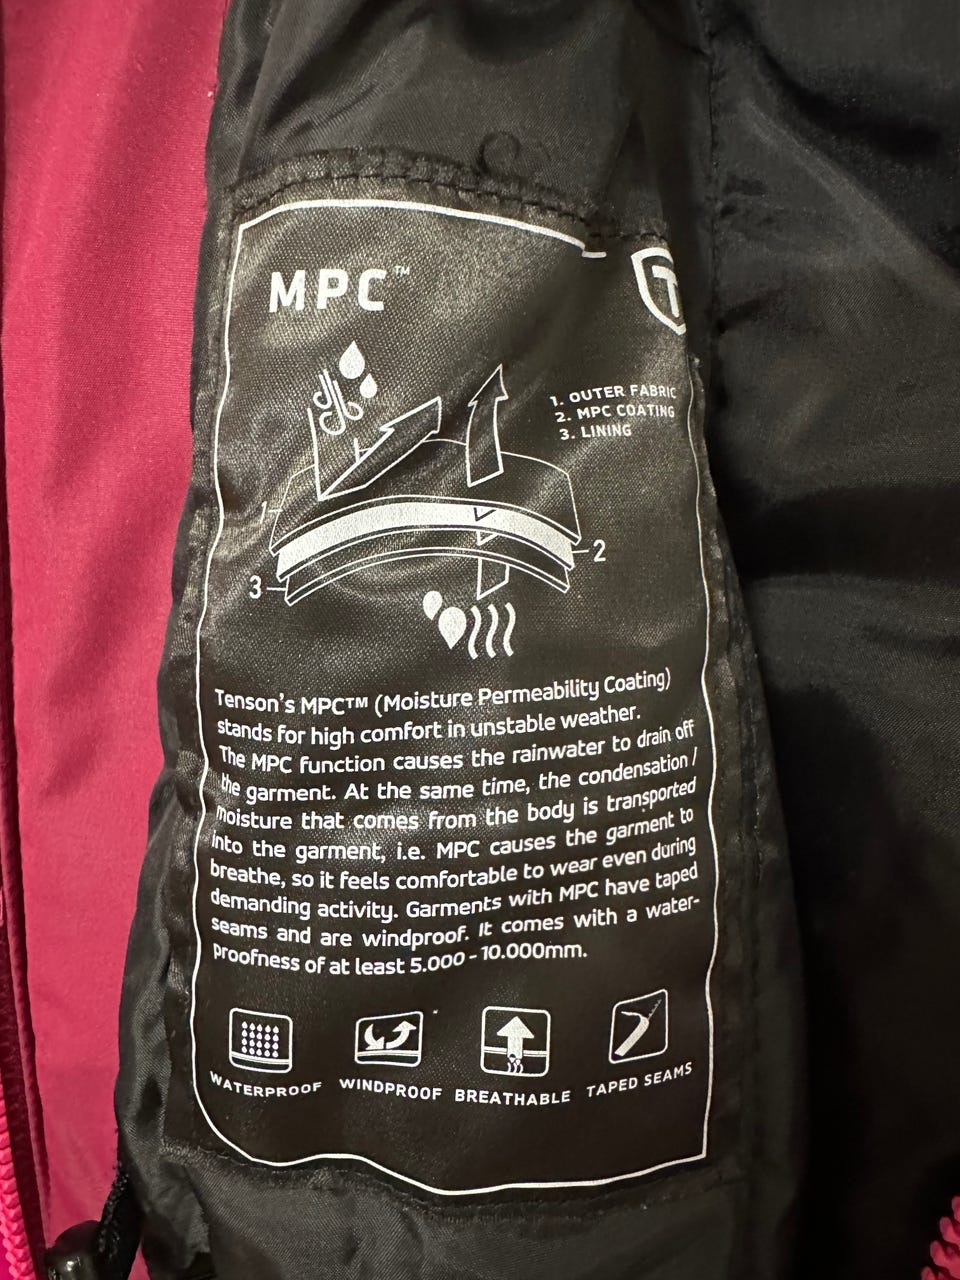 MPC™
T
1. OUTER FABRIC
2. MPC COATING
3. LINING
1
2
3
Tenson's MPC™ (Moisture Permeability Coating)
stands for high comfort in unstable weather.
The MPC function causes the rainwater to drain off
the garment. At the same time, the condensation /
moisture that comes from the body is transported
into the garment, i.e. MPC causes the garment to
breathe, so it feels comfortable to wear even during
demanding activity. Garments with MPC have taped
seams and are windproof. It comes with a water-
proofness of at least 5.000 - 10.000mm.
WATERPROOF WINDPROOF BREATHABLE TAPED SEAMS